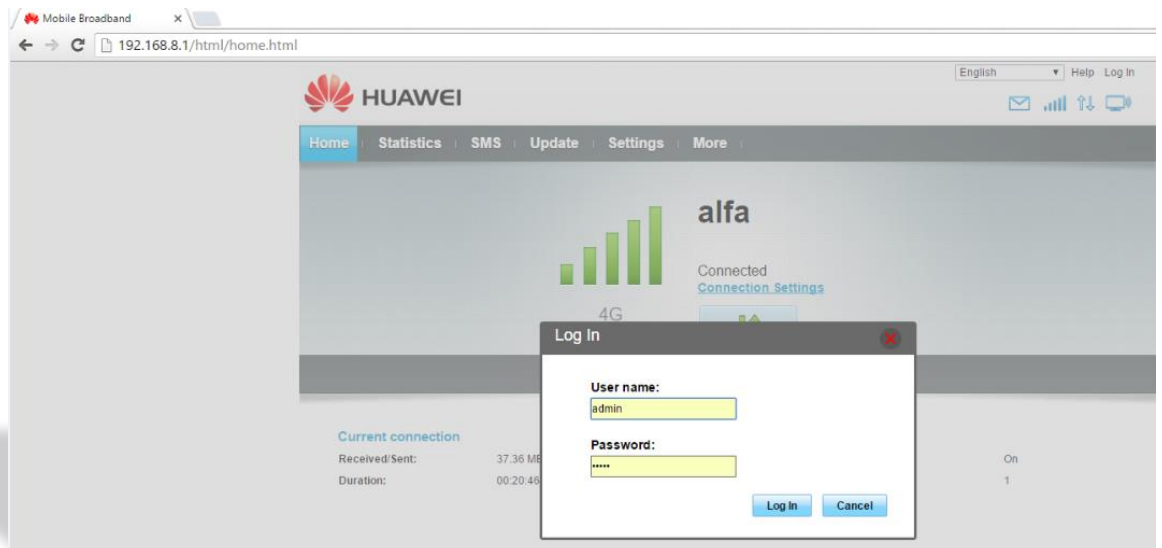 Mobile Broadband
192.168.8.1/html/home.html
English Help Log In
HUAWEI
Home Statistics SMS Update Settings More
alfa
Connected
Connection Settings
4G
Log In
User name:
admin
Password:
•••••
Log In Cancel
Current connection
Received/Sent: 37.36 MB On
Duration: 00:20:46 1